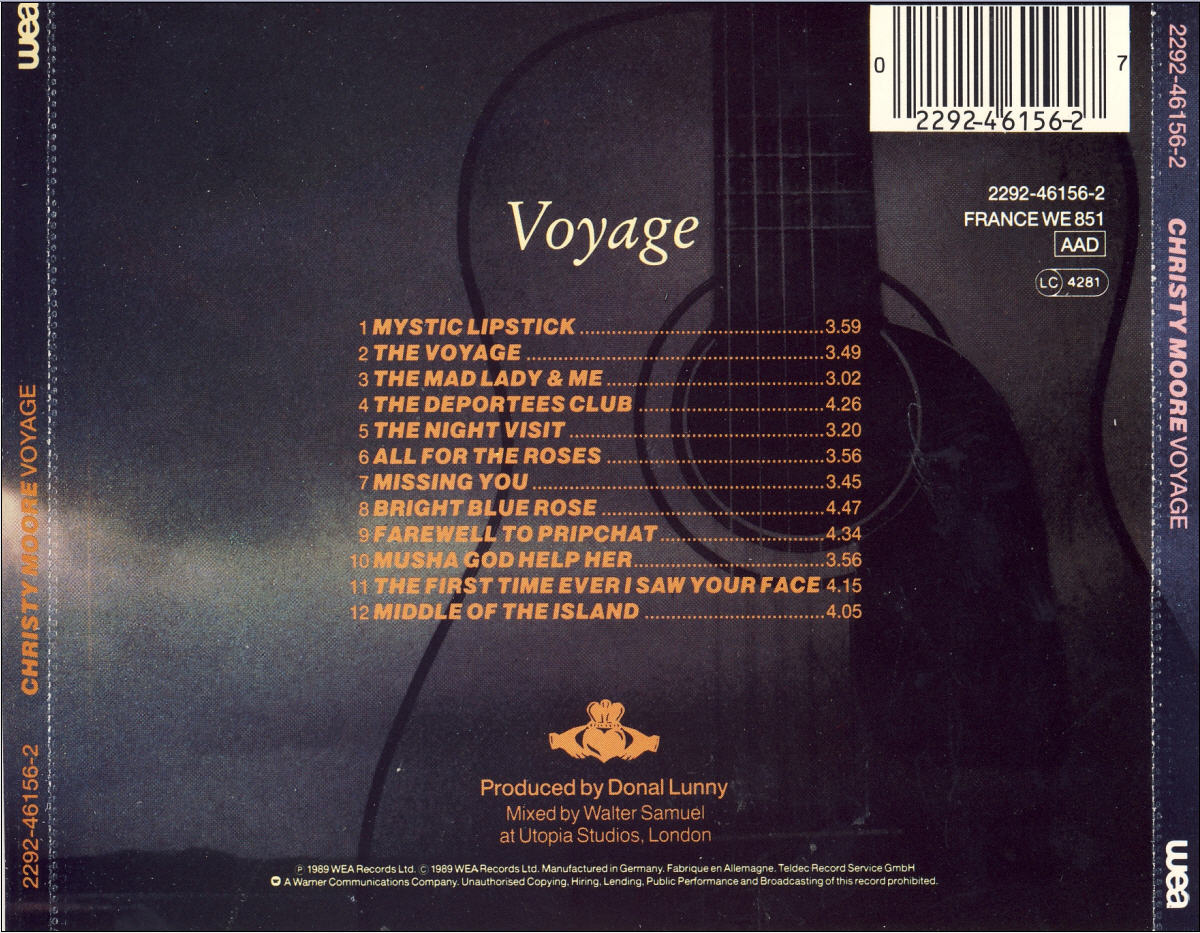 wea
CHRISTY MOORE VOYAGE
2292-46156-2
0
7
2292-46156-2
2292-46156-2
FRANCE WE 851
AAD
LC 4281
Voyage
1 MYSTIC LIPSTICK ........................ 3.59
2 THE VOYAGE ........................ 3.49
3 THE MAD LADY & ME ........................ 3.02
4 THE DEPORTEES CLUB ........................ 4.26
5 THE NIGHT VISIT ........................ 3.20
6 ALL FOR THE ROSES ........................ 3.56
7 MISSING YOU ........................ 3.45
8 BRIGHT BLUE ROSE ........................ 4.47
9 FAREWELL TO PRIPCHAT ........................ 4.34
10 MUSHA GOD HELP HER ........................ 3.56
11 THE FIRST TIME EVER I SAW YOUR FACE 4.15
12 MIDDLE OF THE ISLAND ........................ 4.05
Produced by Donal Lunny
Mixed by Walter Samuel
at Utopia Studios, London
Ⓟ 1989 WEA Records Ltd. © 1989 WEA Records Ltd. Manufactured in Germany. Fabrique en Allemagne. Teldec Record Service GmbH
A Warner Communications Company. Unauthorised Copying, Hiring, Lending, Public Performance and Broadcasting of this record prohibited.
2292-46156-2
CHRISTY MOORE VOYAGE
wea